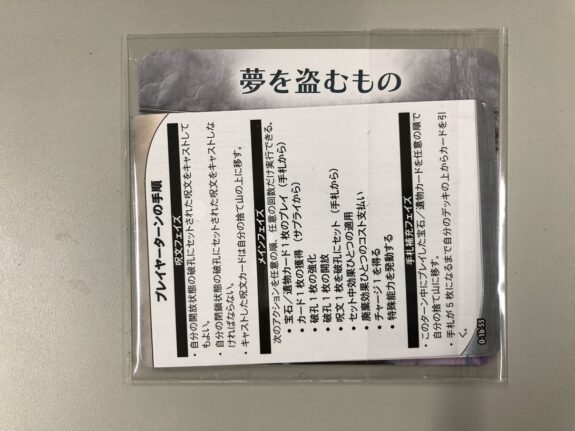 夢を盗むもの
プレイヤーターンの手順
呪文フェイズ
・自分の開放状態の破孔にセットされた呪文をキャストして
もよい。
・自分の閉鎖状態の破孔にセットされた呪文をキャストしな
ければならない。
・キャストした呪文カードは自分の捨て山の上に移す。
メインフェイズ
次のアクションを任意の順、任意の回数だけ実行できる。
・宝石／遺物カード1枚のプレイ（手札から）
・カード1枚の獲得（サプライから）
・破孔1枚の強化
・破孔1枚の開放
・呪文1枚を破孔にセット（手札から）
・セット中効果ひとつの適用
・廃棄効果ひとつのコスト支払い
・チャージ1を得る
・特殊能力を発動する
手札補充フェイズ
・このターン中にプレイした宝石／遺物カードを任意の順で
自分の捨て山に移す。
・手札が5枚になるまで自分のデッキの上からカードを引
く。
0-1b-S5